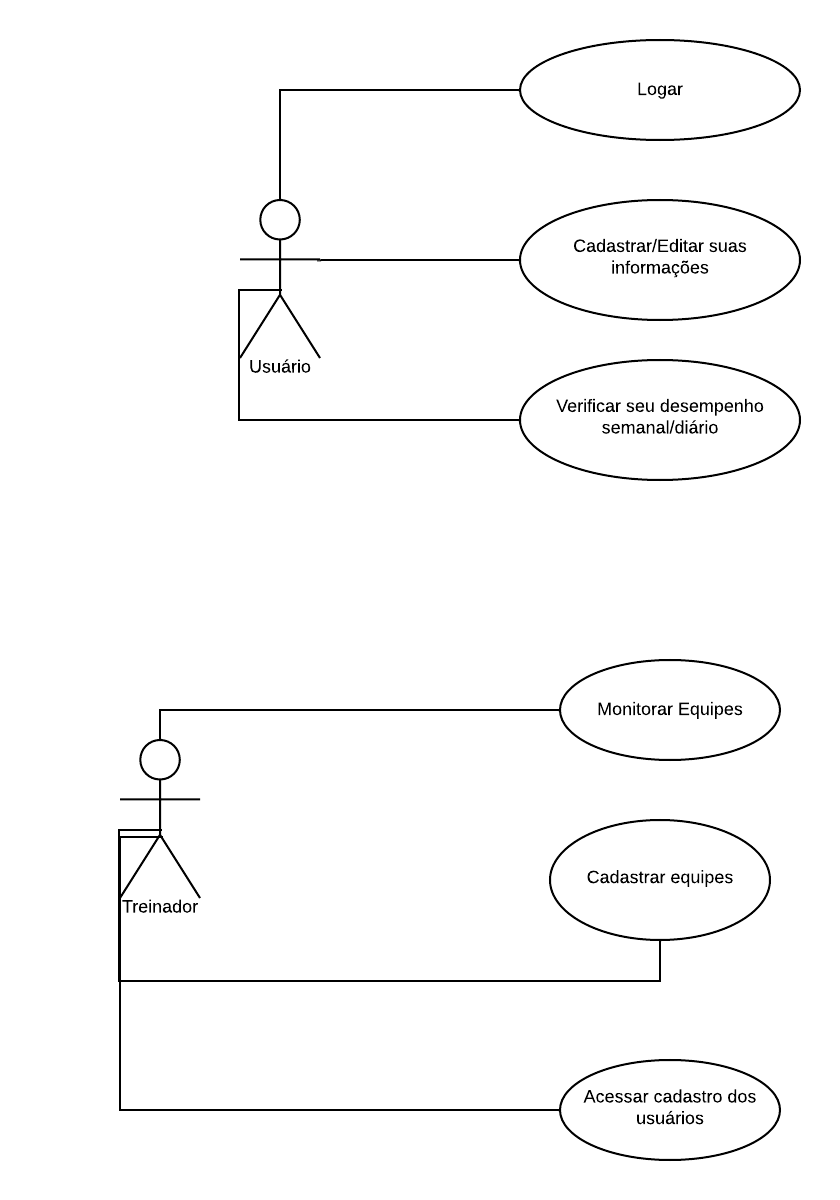 Logar
Cadastrar/Editar suas
informações
Usuário
Verificar seu desempenho
semanal/diário
Monitorar Equipes
Cadastrar equipes
Treinador
Acessar cadastro dos
usuários